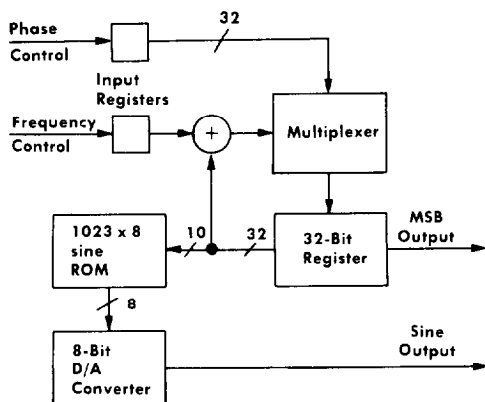 Phase
Control
32
Input
Registers
Frequency
Control
+
Multiplexer
1023 x 8
sine
ROM
10
32
32-Bit
Register
MSB
Output
8
8-Bit
D/A
Converter
Sine
Output